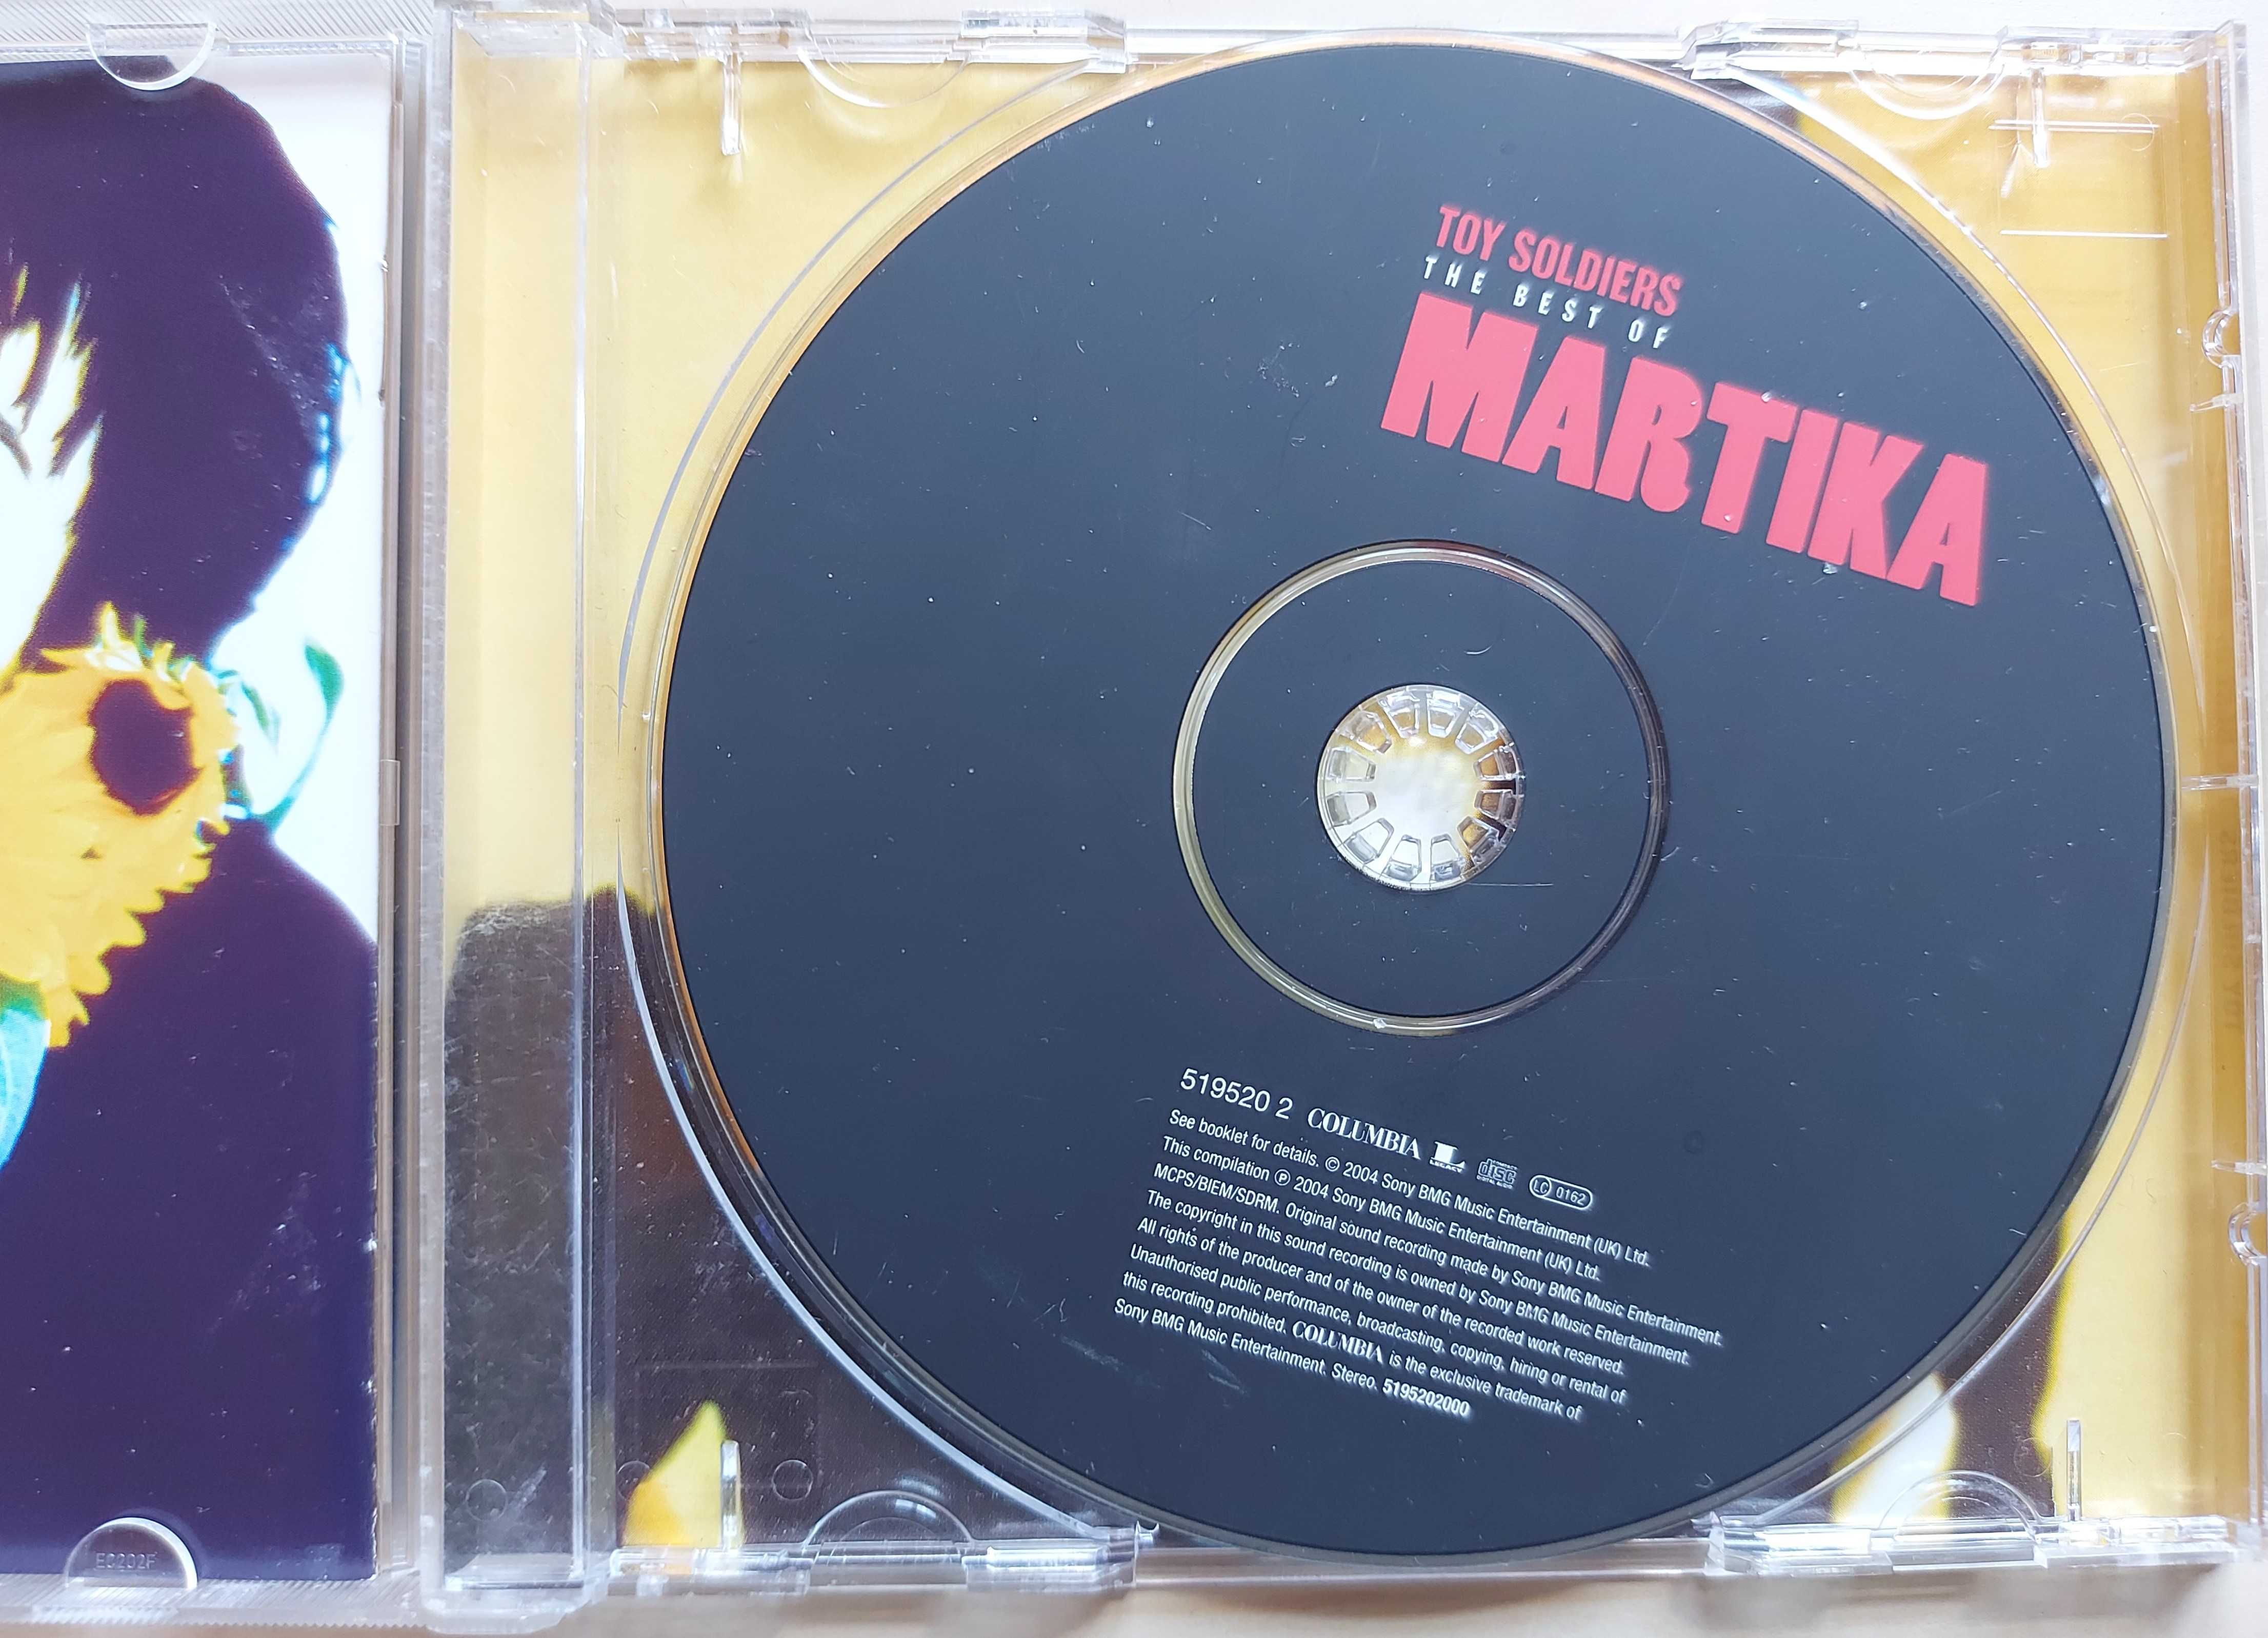 TOY SOLDIERS
THE BEST OF
MARTIKA
519520 2 COLUMBIA L LEGACY COMPACT disc DIGITAL AUDIO LC 0162
See booklet for details. © 2004 Sony BMG Music Entertainment (UK) Ltd.
This compilation ℗ 2004 Sony BMG Music Entertainment (UK) Ltd.
MCPS/BIEM/SDRM. Original sound recording made by Sony BMG Music Entertainment.
The copyright in this sound recording is owned by Sony BMG Music Entertainment.
All rights of the producer and of the owner of the recorded work reserved.
Unauthorised public performance, broadcasting, copying, hiring or rental of
this recording prohibited. COLUMBIA is the exclusive trademark of
Sony BMG Music Entertainment. Stereo. 5195202000
EC202F